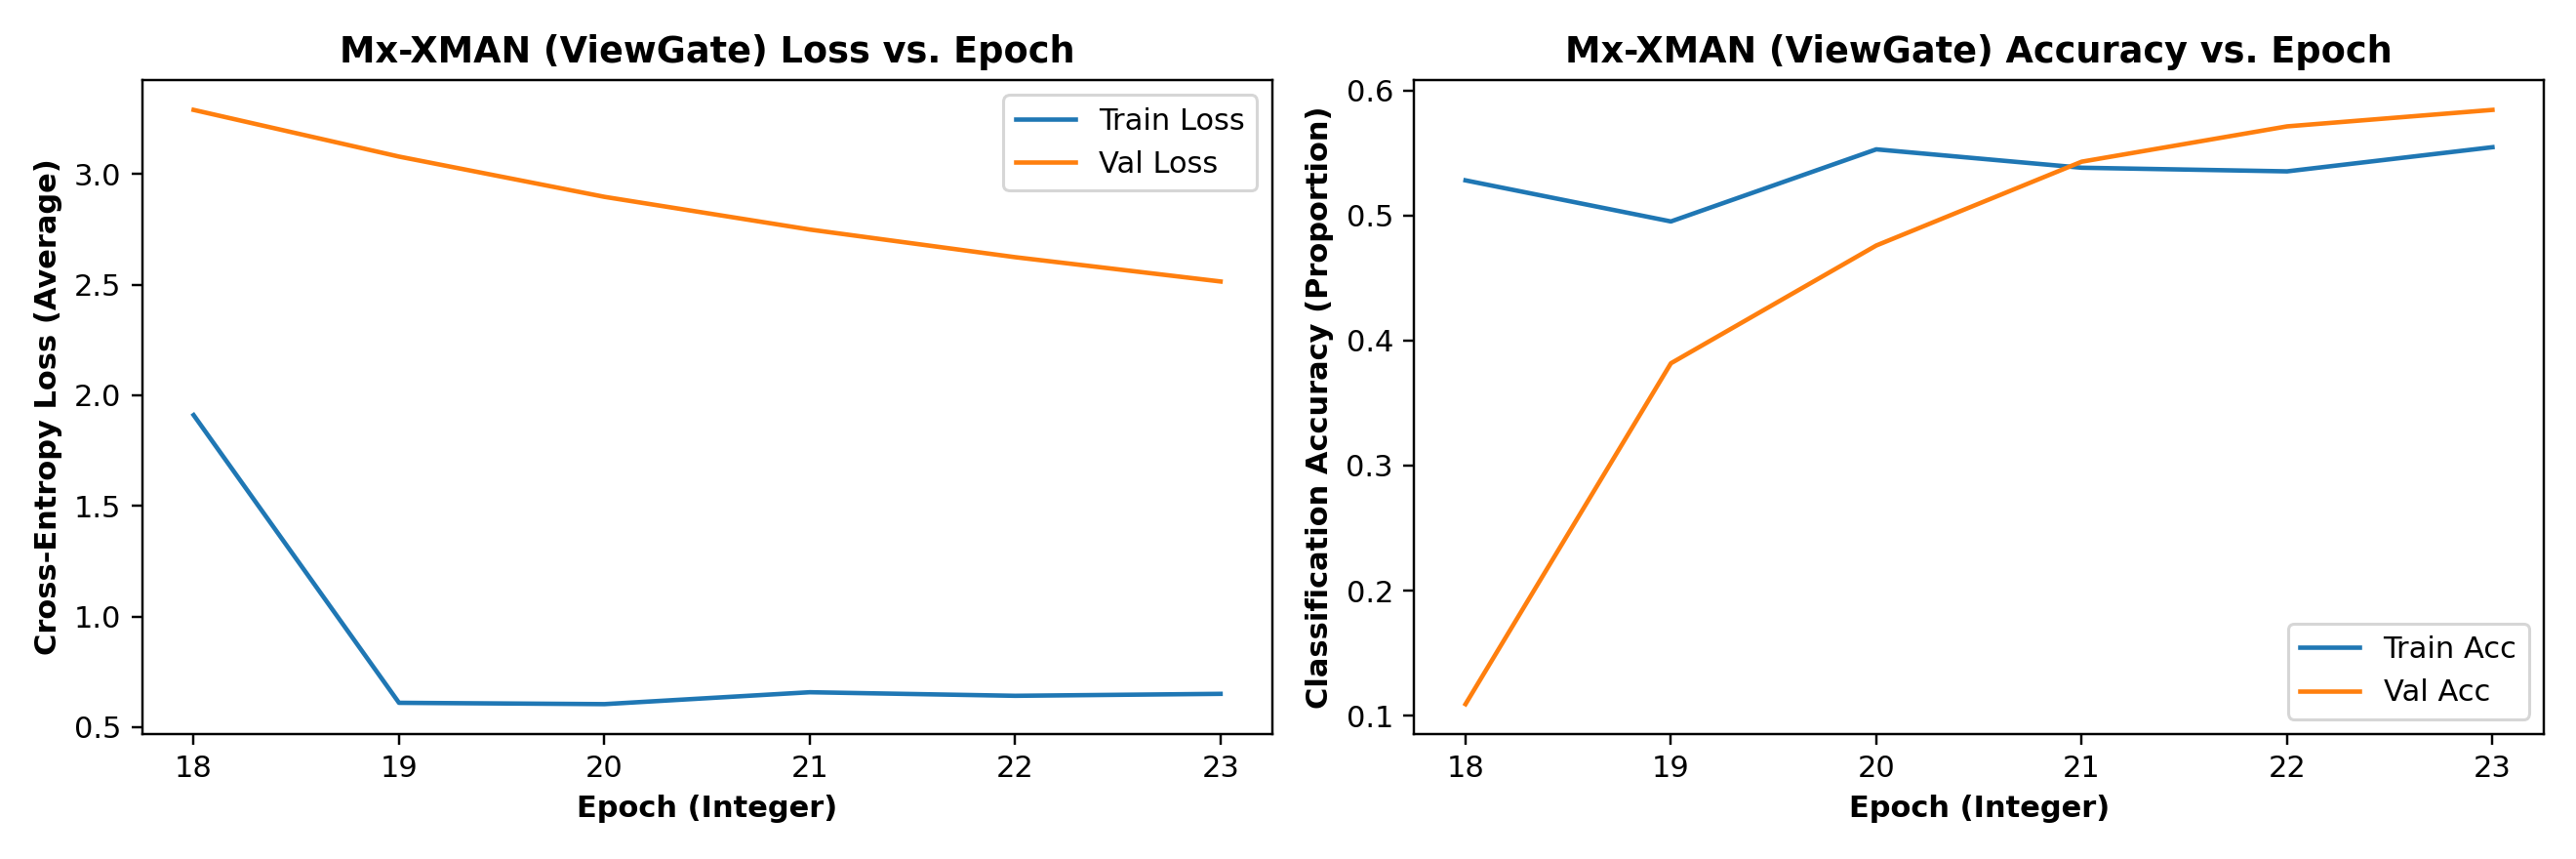 Mx-XMAN (ViewGate) Loss vs. Epoch
Cross-Entropy Loss (Average)
3.0
2.5
2.0
1.5
1.0
0.5
Train Loss
Val Loss
18 19 20 21 22 23
Epoch (Integer)
Mx-XMAN (ViewGate) Accuracy vs. Epoch
Classification Accuracy (Proportion)
0.6
0.5
0.4
0.3
0.2
0.1
Train Acc
Val Acc
18 19 20 21 22 23
Epoch (Integer)